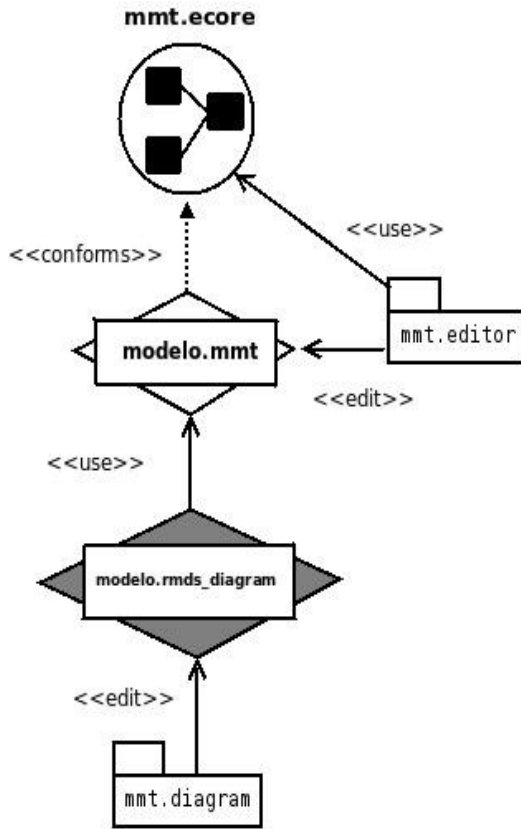 mmt.ecore
<<use>>
<<conforms>>
mmt.editor
modelo.mmt
<<edit>>
<<use>>
modelo.rmds_diagram
<<edit>>
mmt.diagram